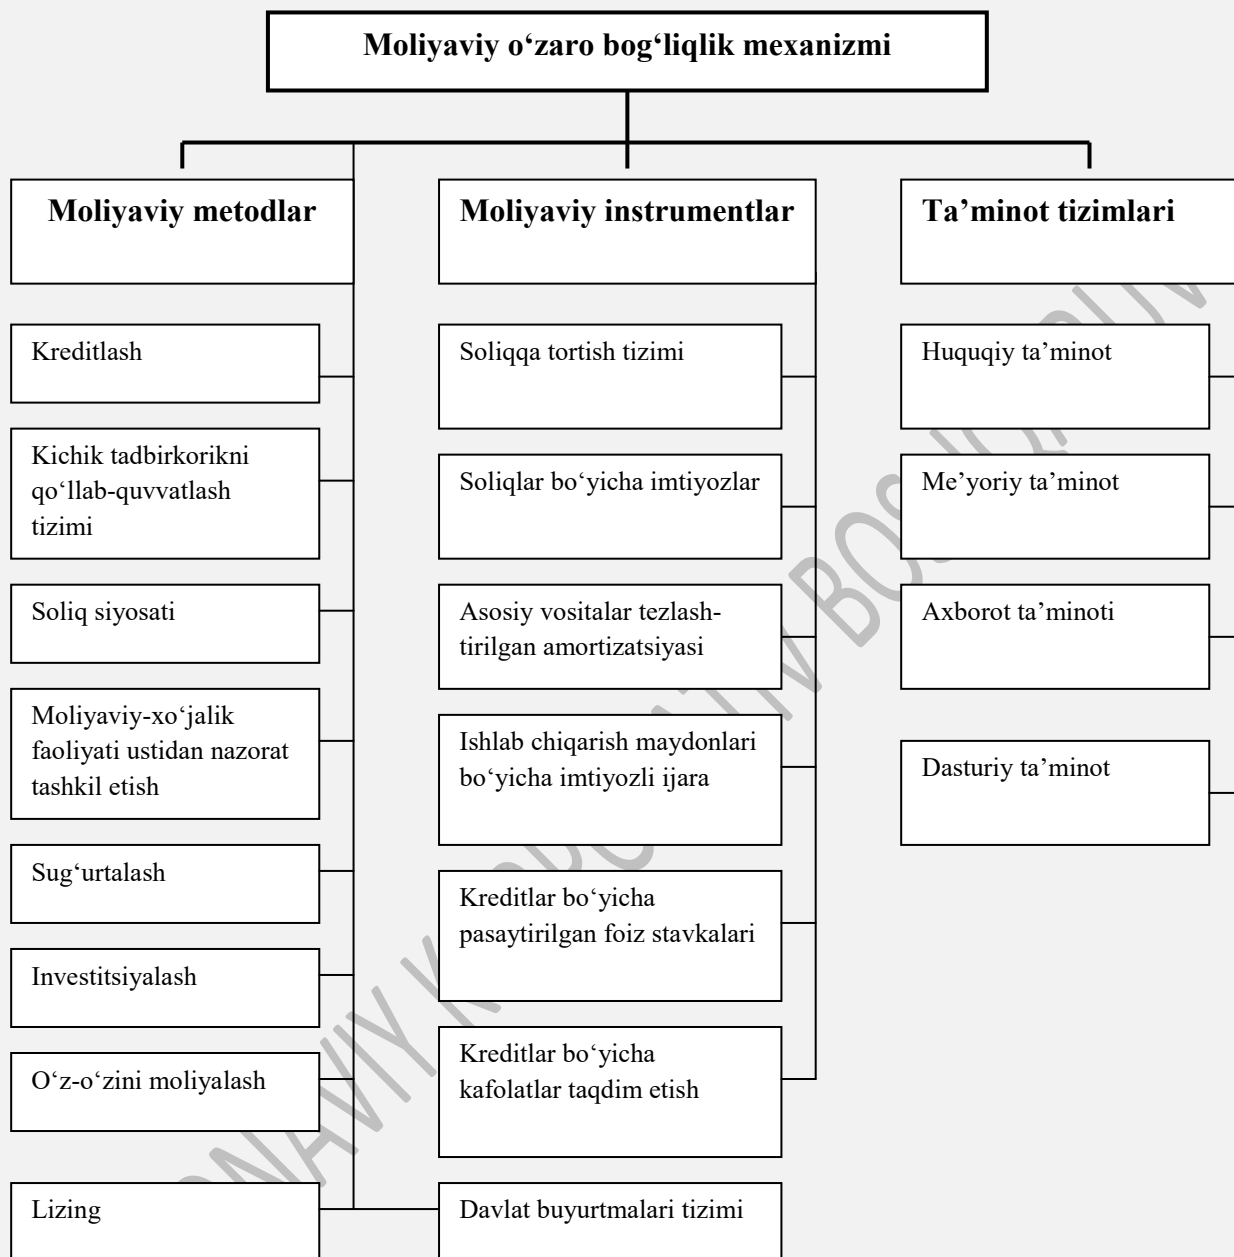 Moliyaviy o‘zaro bog‘liqlik mexanizmi
Moliyaviy metodlar
Kreditlash
Kichik tadbirkorikni
qo‘llab-quvvatlash
tizimi
Soliq siyosati
Moliyaviy-xo‘jalik
faoliyati ustidan nazorat
tashkil etish
Sug‘urtalash
Investitsiyalash
O‘z-o‘zini moliyalash
Lizing
Moliyaviy instrumentlar
Soliqqa tortish tizimi
Soliqlar bo‘yicha imtiyozlar
Asosiy vositalar tezlash-
tirilgan amortizatsiyasi
Ishlab chiqarish maydonlari
bo‘yicha imtiyozli ijara
Kreditlar bo‘yicha
pasaytirilgan foiz stavkalari
Kreditlar bo‘yicha
kafolatlar taqdim etish
Davlat buyurtmalari tizimi
Ta’minot tizimlari
Huquqiy ta’minot
Me’yoriy ta’minot
Axborot ta’minoti
Dasturiy ta’minot